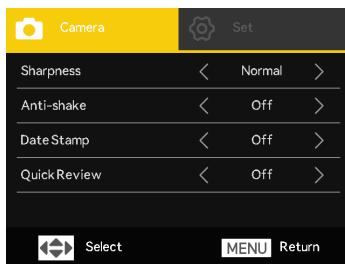 Camera Set
Sharpness Normal
Anti-shake Off
Date Stamp Off
Quick Review Off
Select MENU Return